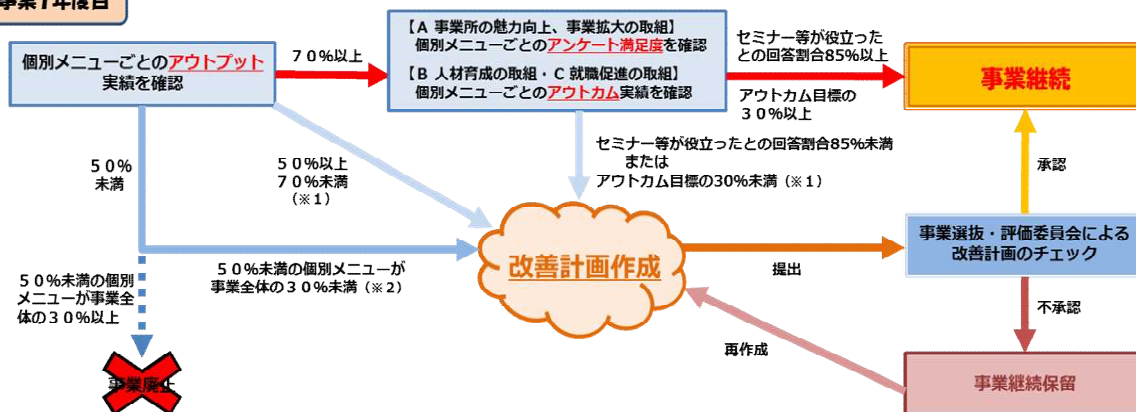 事業1年度目
個別メニューごとのアウトプット
実績を確認
70%以上
【A 事業所の魅力向上、事業拡大の取組】
個別メニューごとのアンケート満足度を確認
【B 人材育成の取組・C 就職促進の取組】
個別メニューごとのアウトカム実績を確認
セミナー等が役立った
との回答割合85%以上
アウトカム目標の
30%以上
事業継続
50%
未満
50%以上
70%未満
（※1）
セミナー等が役立ったとの回答割合85%未満
または
アウトカム目標の30%未満（※1）
承認
事業選抜・評価委員会による
改善計画のチェック
改善計画作成
提出
50%未満の個別メニューが
事業全体の30%未満（※2）
50%未満の個別
メニューが事業全
体の30%以上
不承認
再作成
事業廃止
事業継続保留